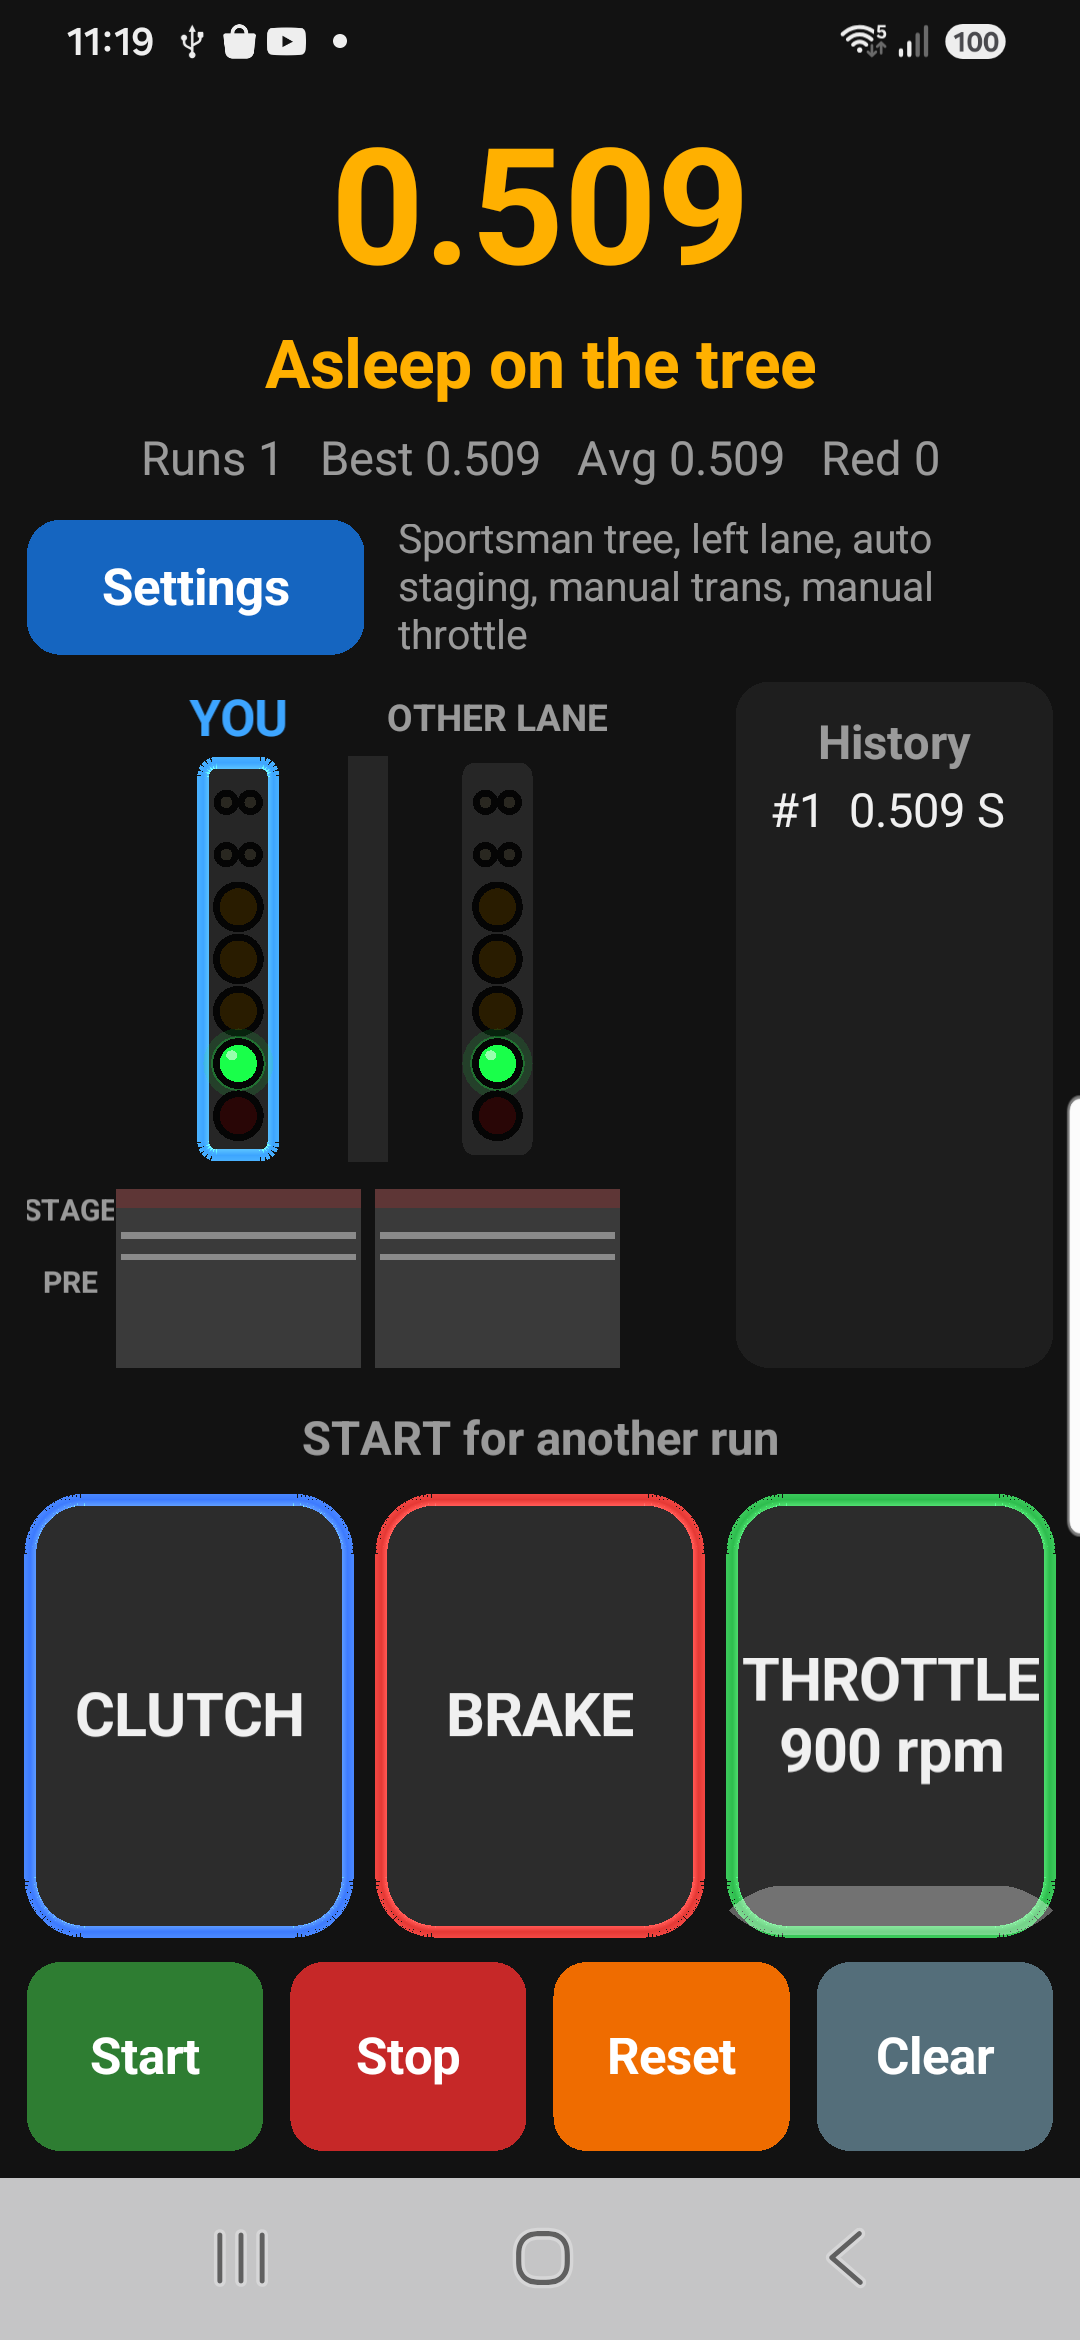 11:19
5
100
0.509
Asleep on the tree
Runs 1 Best 0.509 Avg 0.509 Red 0
Settings
Sportsman tree, left lane, auto
staging, manual trans, manual
throttle
YOU
OTHER LANE
History
#1 0.509 S
STAGE
PRE
START for another run
CLUTCH
BRAKE
THROTTLE
900 rpm
Start
Stop
Reset
Clear